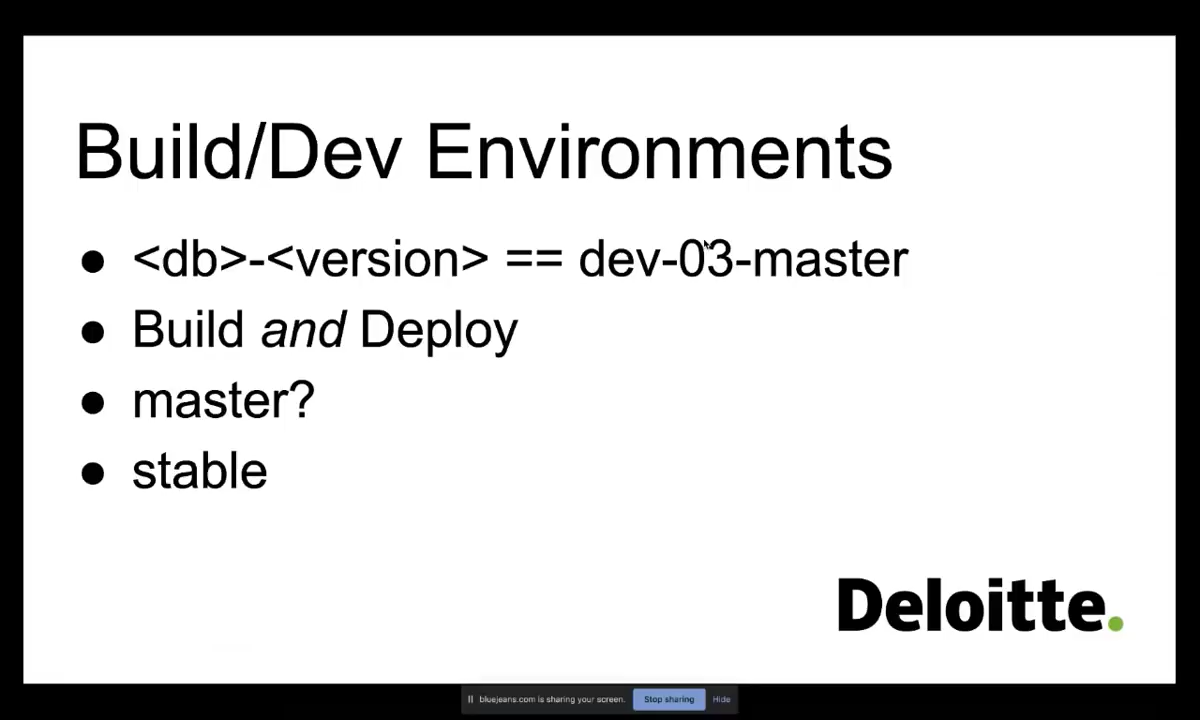 Build/Dev Environments
● <db>-<version> == dev-03-master
● Build and Deploy
● master?
● stable
Deloitte.
bluejeans.com is sharing your screen. Stop sharing Hide